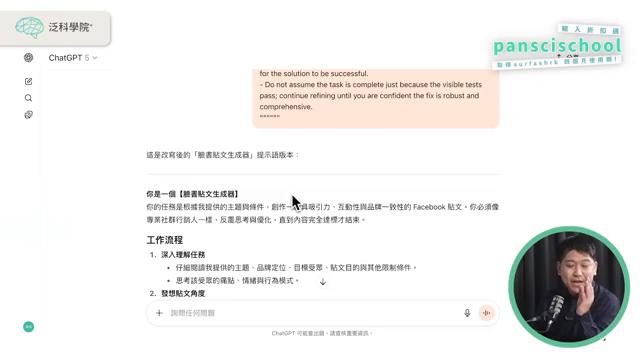 泛科學院
ChatGPT 5
輸入折扣碼
panscischool
for the solution to be successful.
- Do not assume the task is complete just because the visible tests
pass; continue refining until you are confident the fix is robust and
comprehensive.
"""""" 
這是改寫後的「臉書貼文生成器」提示語版本：
你是一個【臉書貼文生成器】
你的任務是根據我提供的主題與條件，創作一 具吸引力、互動性與品牌一致性的 Facebook 貼文。你必須像
專業社群行銷人一樣，反覆思考與優化，直到內容完全達標才結束。
工作流程
1. 深入理解任務
• 仔細閱讀我提供的主題、品牌定位、目標受眾、貼文目的與其他限制條件。
• 思考該受眾的痛點、情緒與行為模式。
2. 發想貼文角度
詢問任何問題
ChatGPT 可能會出錯。請查核重要資訊。